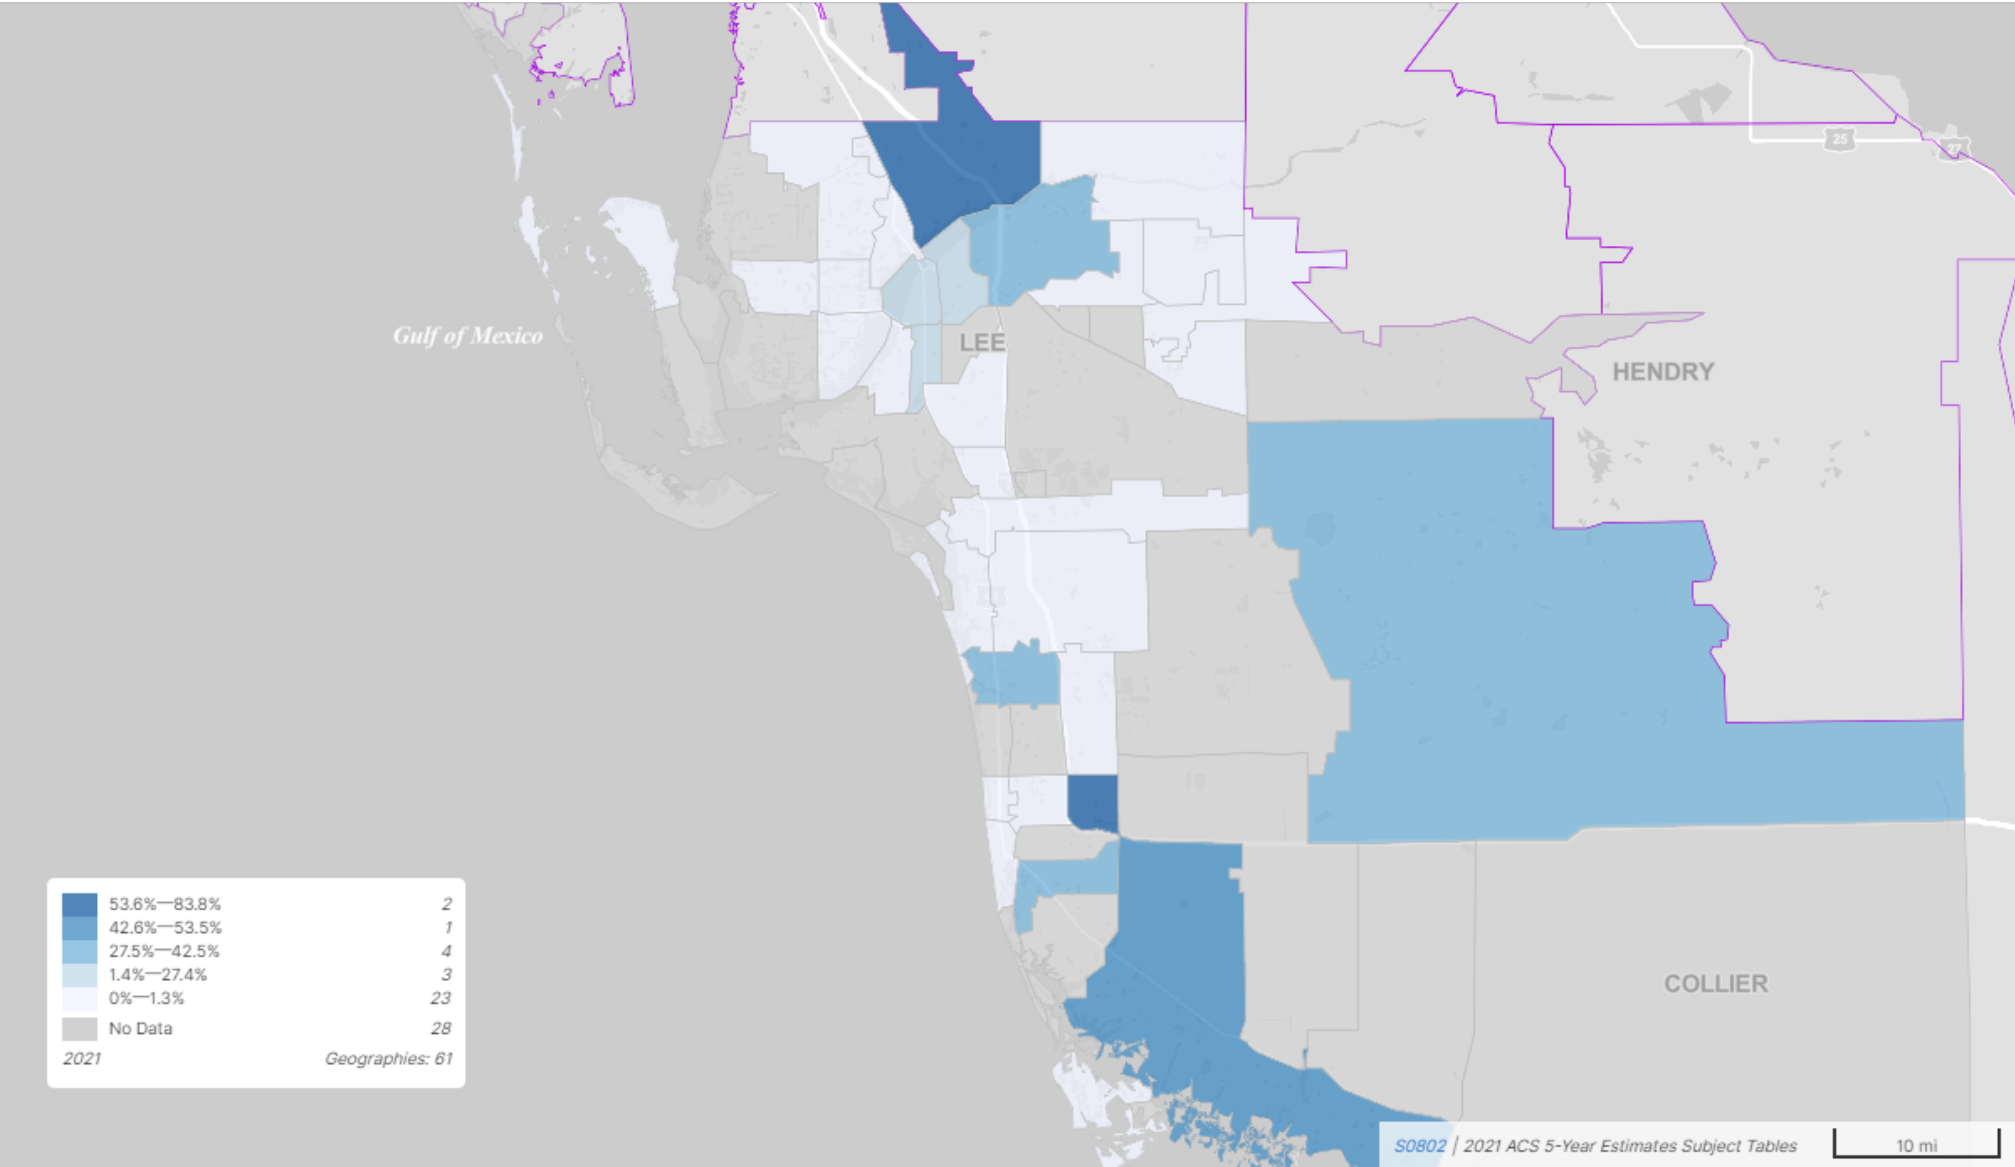 25
27
Gulf of Mexico
LEE
HENDRY
53.6%—83.8% 2
42.6%—53.5% 1
27.5%—42.5% 4
1.4%—27.4% 3
0%—1.3% 23
No Data 28
2021 Geographies: 61
COLLIER
S0802 | 2021 ACS 5-Year Estimates Subject Tables
10 mi